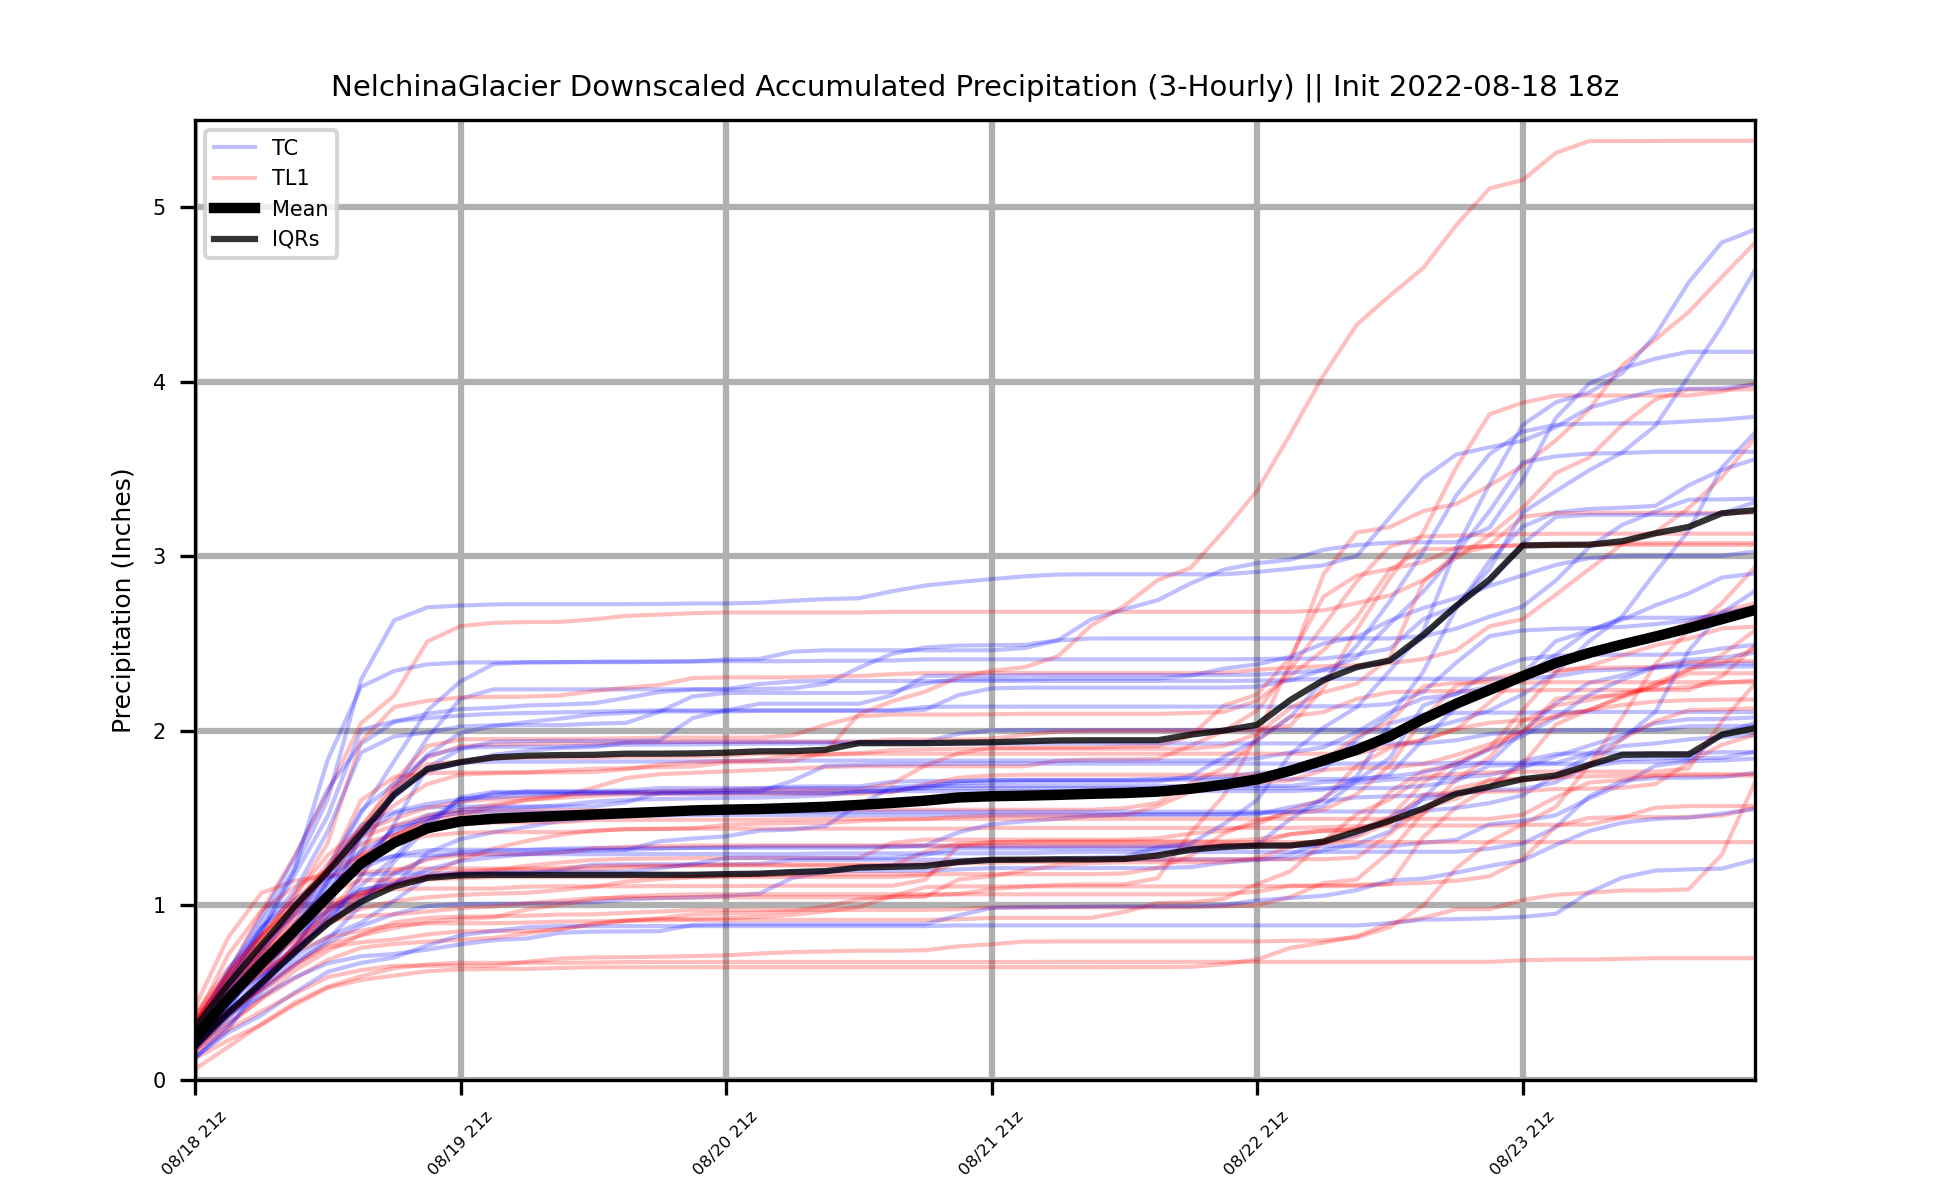 NelchinaGlacier Downscaled Accumulated Precipitation (3-Hourly) || Init 2022-08-18 18z
TC
TL1
Mean
IQRs
Precipitation (Inches)
5
4
3
2
1
0
08/18 21z
08/19 21z
08/20 21z
08/21 21z
08/22 21z
08/23 21z